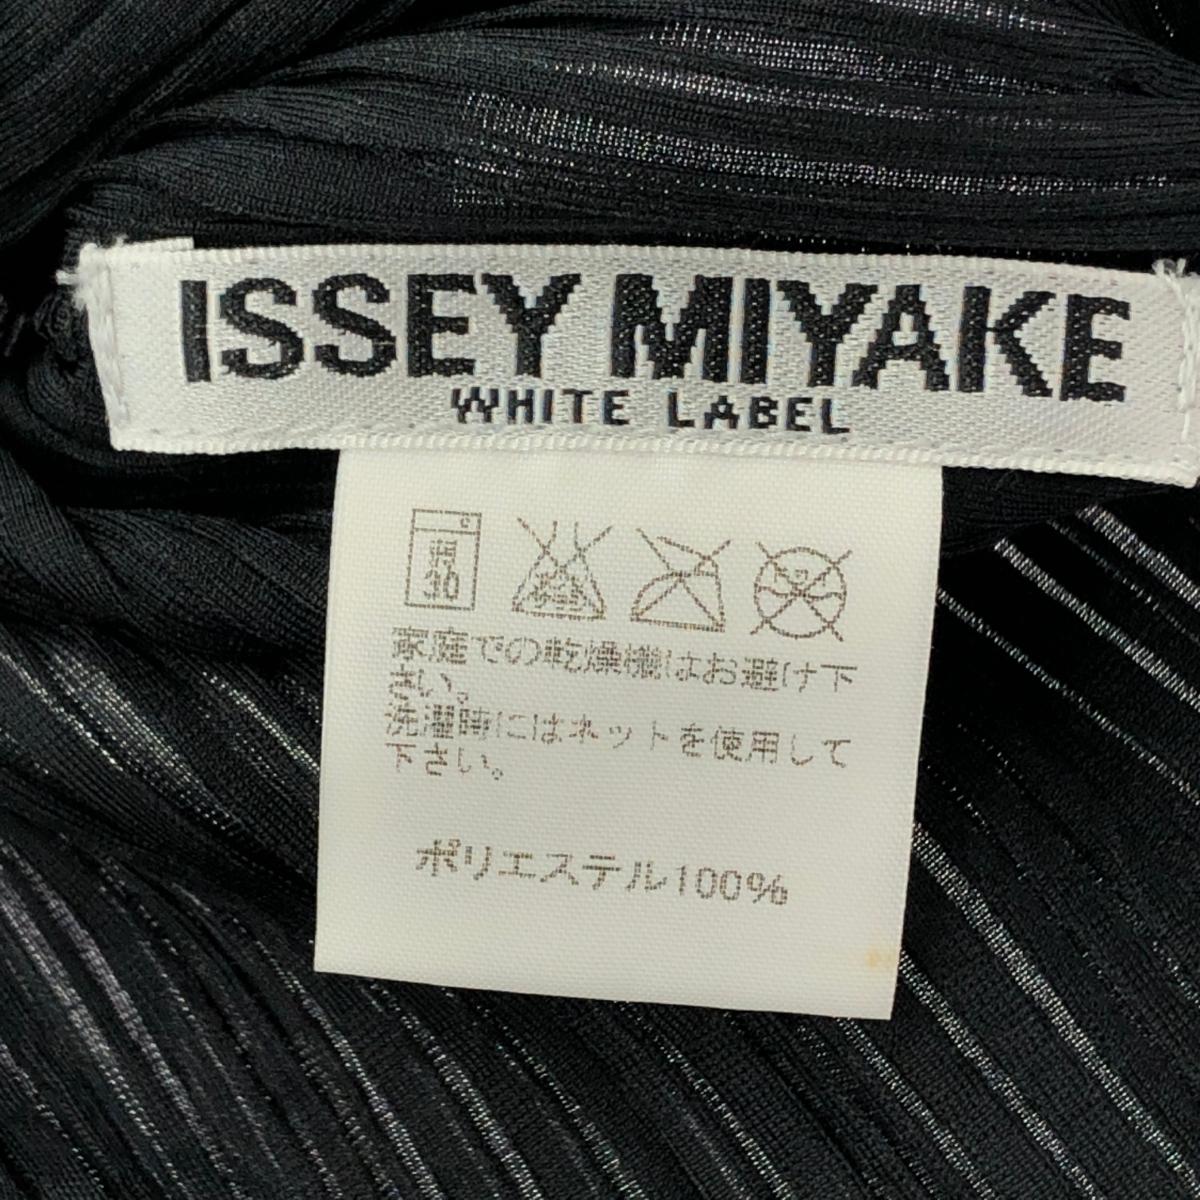 ISSEY MIYAKE
WHITE LABEL
弱
30
家庭での乾燥機はお避け下
さい。
洗濯時にはネットを使用して
下さい。
ポリエステル100%